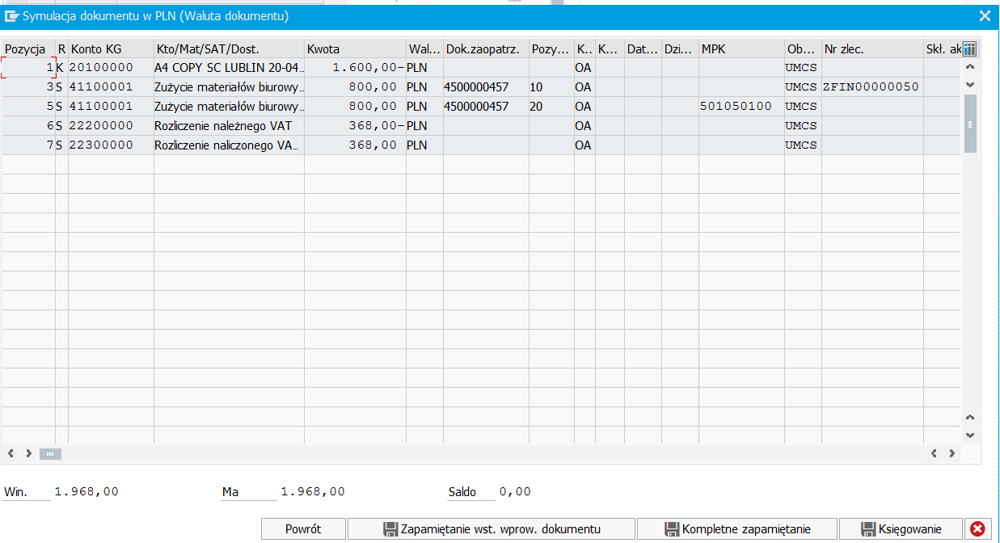 Symulacja dokumentu w PLN (Waluta dokumentu)
Pozycja R Konto KG Kto/Mat/SAT/Dost. Kwota Wal... Dok.zaopatrz. Pozy... K.. K... Dat... Dzi... MPK Ob... Nr zlec. Skł. ak
1 K 20100000 A4 COPY SC LUBLIN 20-04... 1.600,00- PLN OA UMCS
3 S 41100001 Zużycie materiałów biurowy... 800,00 PLN 4500000457 10 OA UMCS ZFIN00000050
5 S 41100001 Zużycie materiałów biurowy... 800,00 PLN 4500000457 20 OA 501050100 UMCS
6 S 22200000 Rozliczenie należnego VAT 368,00- PLN OA UMCS
7 S 22300000 Rozliczenie naliczonego VA... 368,00 PLN OA UMCS
Win. 1.968,00 Ma 1.968,00 Saldo 0,00
Powrót Zapamiętanie wst. wprow. dokumentu Kompletne zapamiętanie Księgowanie